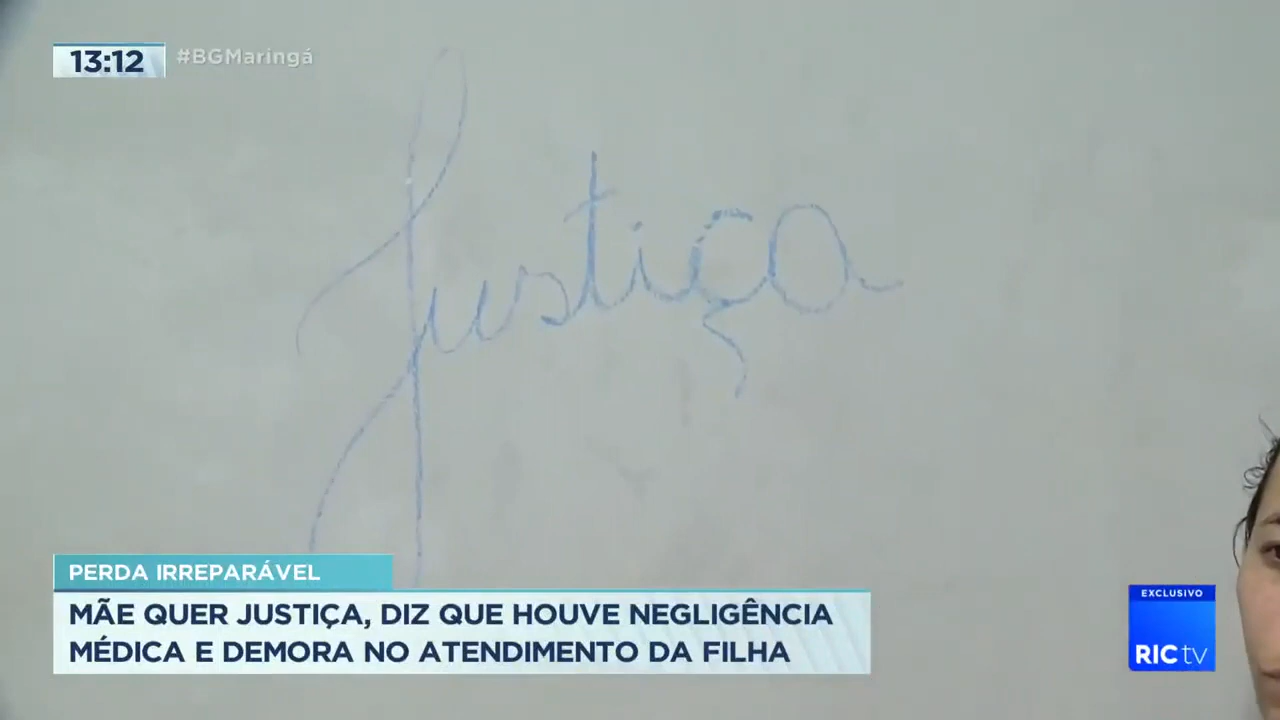 13:12 #BGMaringá
Justiça
PERDA IRREPARÁVEL
MÃE QUER JUSTIÇA, DIZ QUE HOUVE NEGLIGÊNCIA
MÉDICA E DEMORA NO ATENDIMENTO DA FILHA
EXCLUSIVO
RICtv